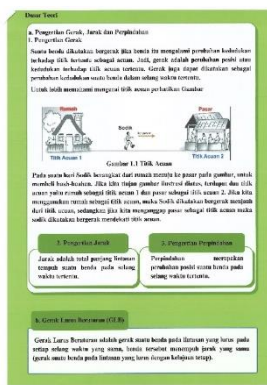 Dasar Teori
a. Pengertian Gerak, Jarak dan Perpindahan
1. Pengertian Gerak
Suatu benda dikatakan bergerak jika benda itu mengalami perubahan kedudukan
terhadap titik tertentu sebagai acuan. Jadi, gerak adalah perubahan posisi atau
kedudukan terhadap titik acuan tertentu. Gerak juga dapat dikatakan sebagai
perubahan kedudukan suatu benda dalam selang waktu tertentu.
Untuk lebih memahami mengenai titik acuan perhatikan Gambar
Rumah
Pasar
Sodik
Titik Acuan 1
Titik Acuan 2
Gambar 1.1 Titik Acuan
Pada suatu hari Sodik berangkat dari rumah menuju ke pasar pada gambar, untuk
membeli buah-buahan. Jika kita tinjau gambar ilustrasi diatas, terdapat dua titik
acuan yaitu rumah sebagai titik acuan 1 dan pasar sebagai titik acuan 2. Jika kita
menggunakan rumah sebagai titik acuan, maka Sodik dikatakan bergerak menjauh
dari titik acuan, sedangkan jika kita menganggap pasar sebagai titik acuan maka
sodik dikatakan bergerak mendekati titik acuan.
2. Pengertian Jarak
Jarak adalah total panjang lintasan
tempuh suatu benda pada selang
waktu tertentu.
3. Pengertian Perpindahan
Perpindahan merupakan
perubahan posisi suatu benda pada
selang waktu tertentu.
b. Gerak Lurus Beraturan (GLB)
Gerak Lurus Beraturan adalah gerak suatu benda pada lintasan yang lurus pada
setiap selang waktu yang sama, benda tersebut menempuh jarak yang sama
(gerak suatu benda pada lintasan yang lurus dengan kelajuan tetap).